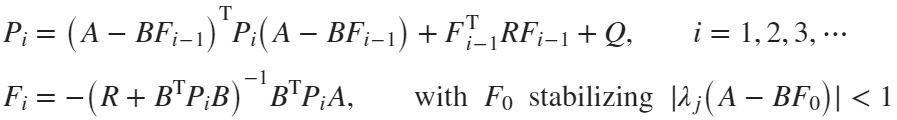 P_i = (A − BF_{i−1})^T P_i(A − BF_{i−1}) + F_{i−1}^T RF_{i−1} + Q, i = 1, 2, 3, ⋯
F_i = −(R + B^T P_i B)^{−1} B^T P_i A, with F_0 stabilizing |λ_j(A − BF_0)| < 1